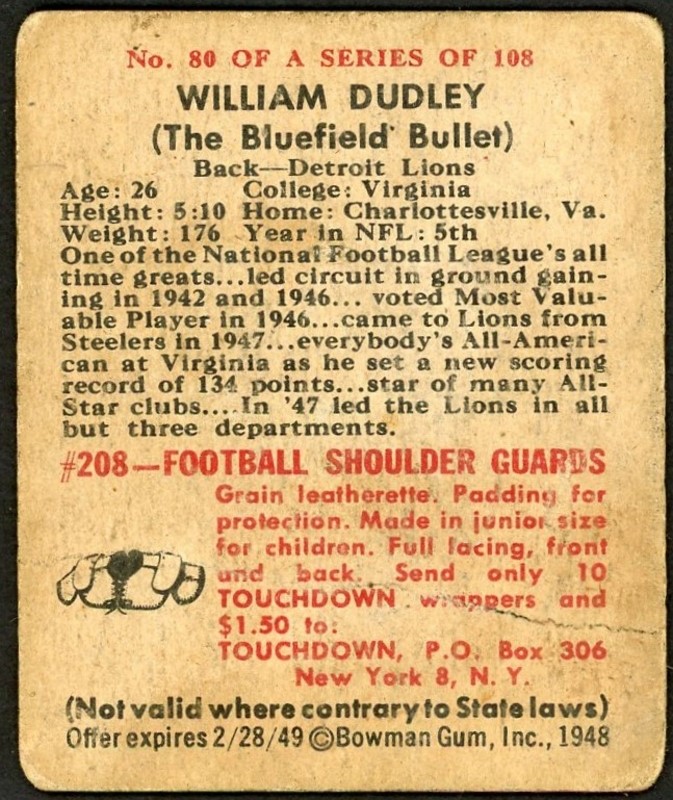 No. 80 OF A SERIES OF 108
WILLIAM DUDLEY
(The Bluefield Bullet)
Back—Detroit Lions
Age: 26 College: Virginia
Height: 5:10 Home: Charlottesville, Va.
Weight: 176 Year in NFL: 5th
One of the National Football League's all
time greats...led circuit in ground gain-
ing in 1942 and 1946... voted Most Valu-
able Player in 1946...came to Lions from
Steelers in 1947...everybody's All-Ameri-
can at Virginia as he set a new scoring
record of 134 points...star of many All-
Star clubs....In '47 led the Lions in all
but three departments.
#208—FOOTBALL SHOULDER GUARDS
Grain leatherette. Padding for
protection. Made in junior size
for children. Full lacing, front
and back. Send only 10
TOUCHDOWN wrappers and
$1.50 to:
TOUCHDOWN, P.O. Box 306
New York 8, N. Y.
(Not valid where contrary to State laws)
Offer expires 2/28/49 ©Bowman Gum, Inc., 1948